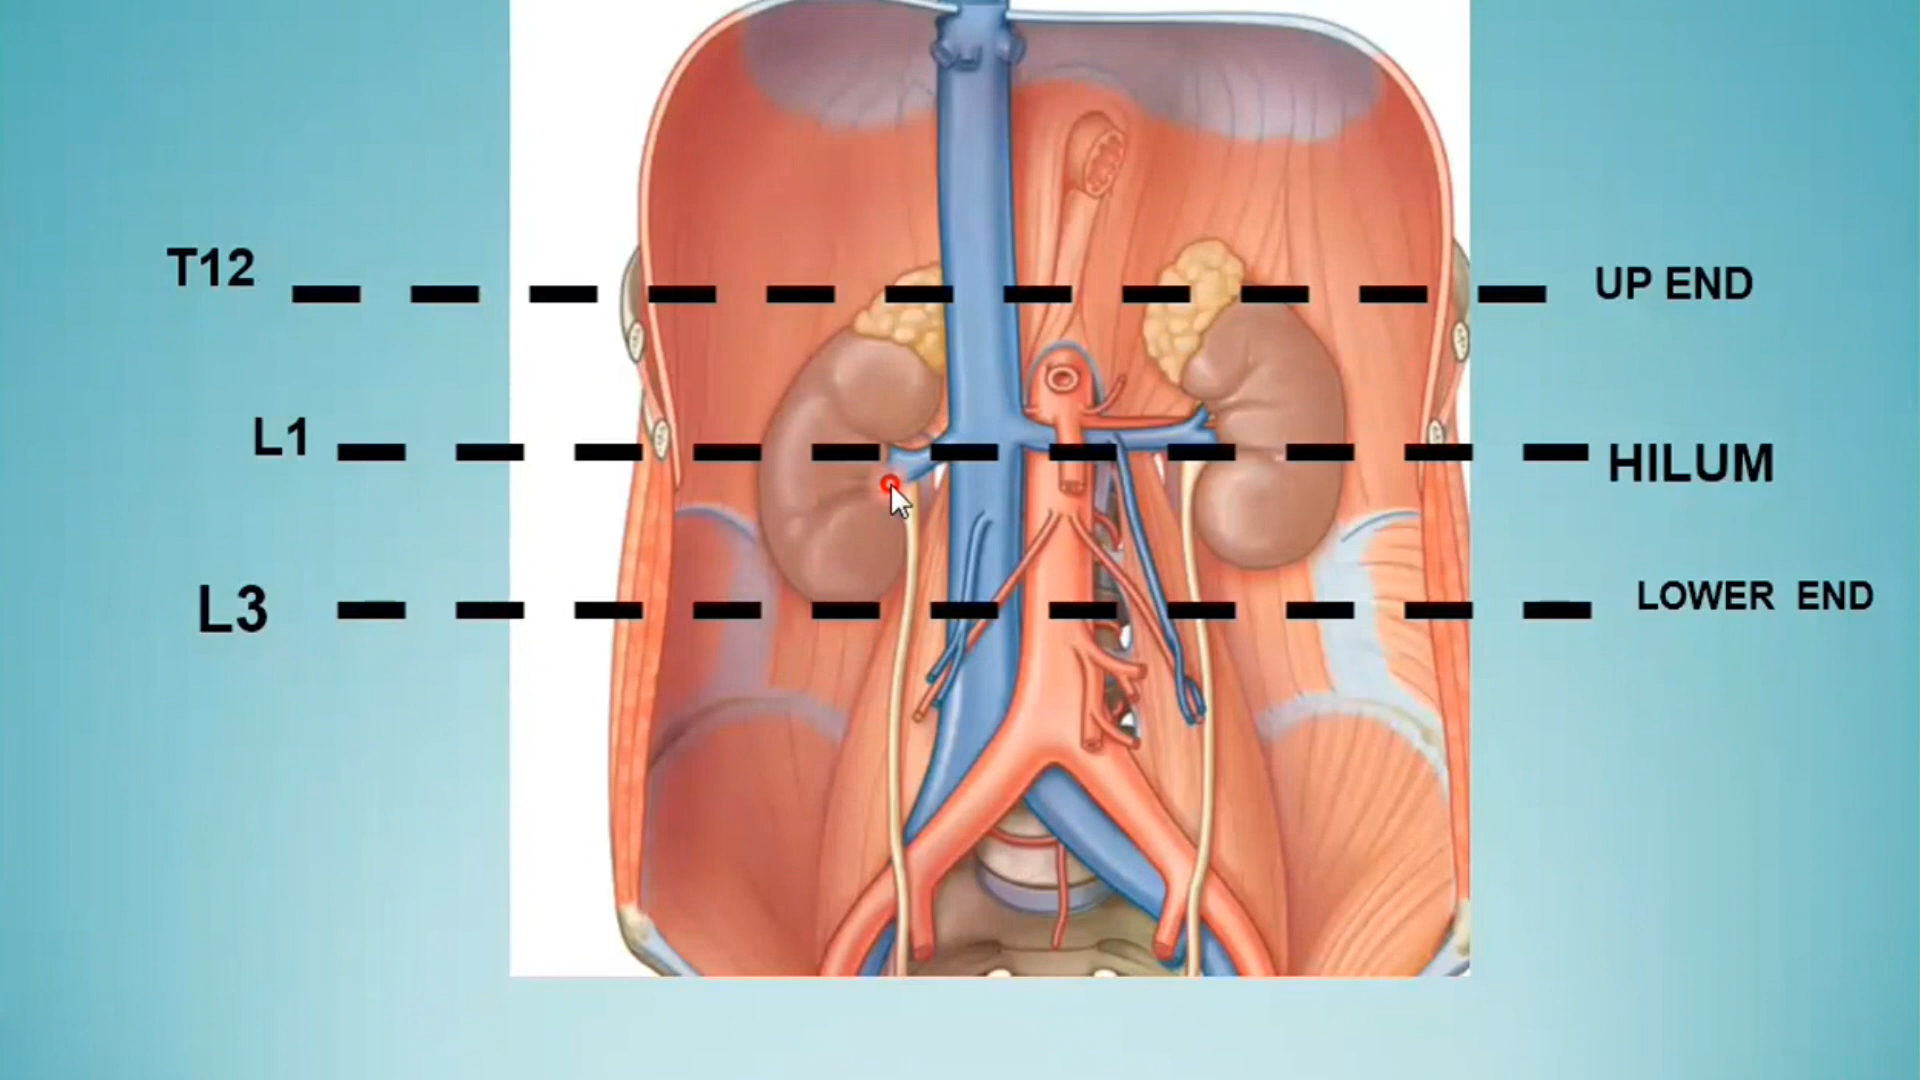 T12
UP END
L1
HILUM
L3
LOWER END